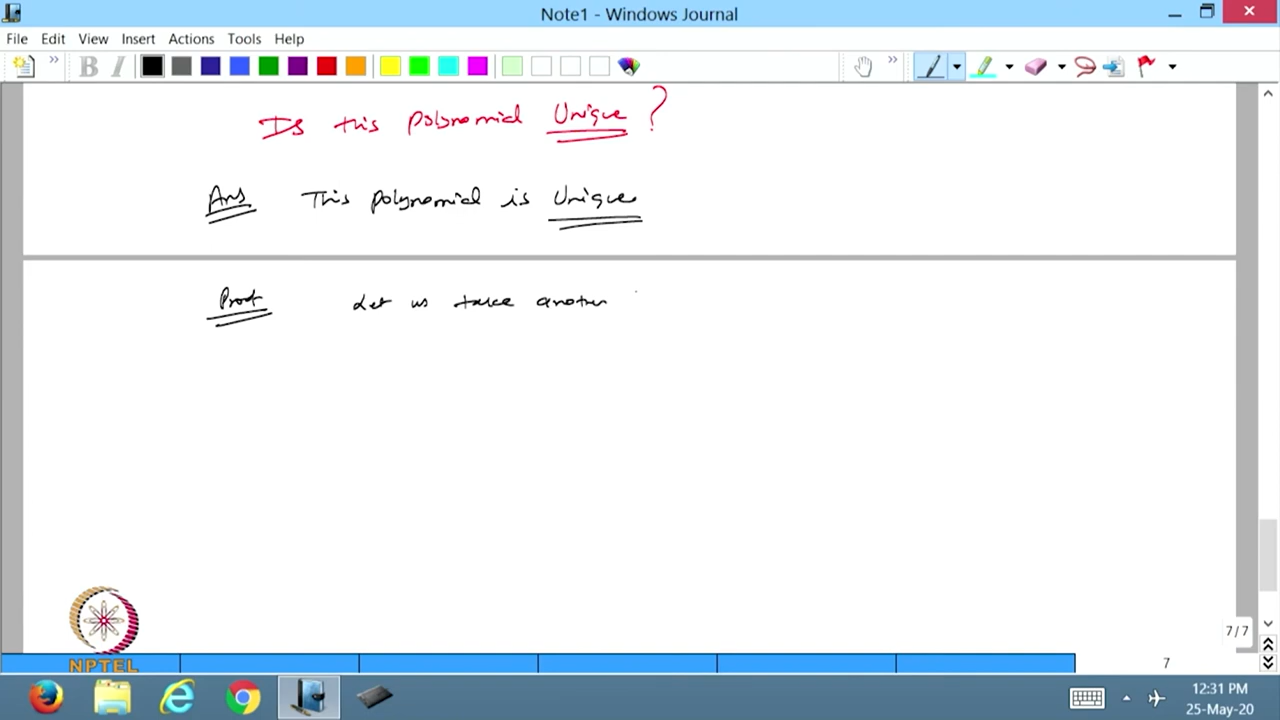 Note1 - Windows Journal
File Edit View Insert Actions Tools Help
B I
Is this polynomial Unique?
Ans This polynomial is Unique
Proof Let us take another
7/7
NPTEL
7
12:31 PM
25-May-20